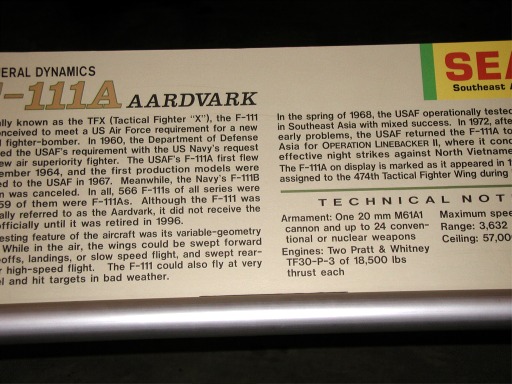 ERAL DYNAMICS
F-111A AARDVARK
ally known as the TFX (Tactical Fighter "X"), the F-111
onceived to meet a US Air Force requirement for a new
fighter-bomber. In 1960, the Department of Defense
ed the USAF's requirement with the US Navy's request
ew air superiority fighter. The USAF's F-111A first flew
ember 1964, and the first production models were
ed to the USAF in 1967. Meanwhile, the Navy's F-111B
n was canceled. In all, 566 F-111s of all series were
59 of them were F-111As. Although the F-111 was
ally referred to as the Aardvark, it did not receive the
officially until it was retired in 1996.
esting feature of the aircraft was its variable-geometry
While in the air, the wings could be swept forward
offs, landings, or slow speed flight, and swept rear-
r high-speed flight. The F-111 could also fly at very
el and hit targets in bad weather.
SEA
Southeast A
In the spring of 1968, the USAF operationally tested
in Southeast Asia with mixed success. In 1972, after
early problems, the USAF returned the F-111A to
Asia for OPERATION LINEBACKER II, where it conc
effective night strikes against North Vietnam
The F-111A on display is marked as it appeared in 1
assigned to the 474th Tactical Fighter Wing during
TECHNICAL NOT
Armament: One 20 mm M61A1
cannon and up to 24 conven-
tional or nuclear weapons
Engines: Two Pratt & Whitney
TF30-P-3 of 18,500 lbs
thrust each
Maximum spee
Range: 3,632
Ceiling: 57,00